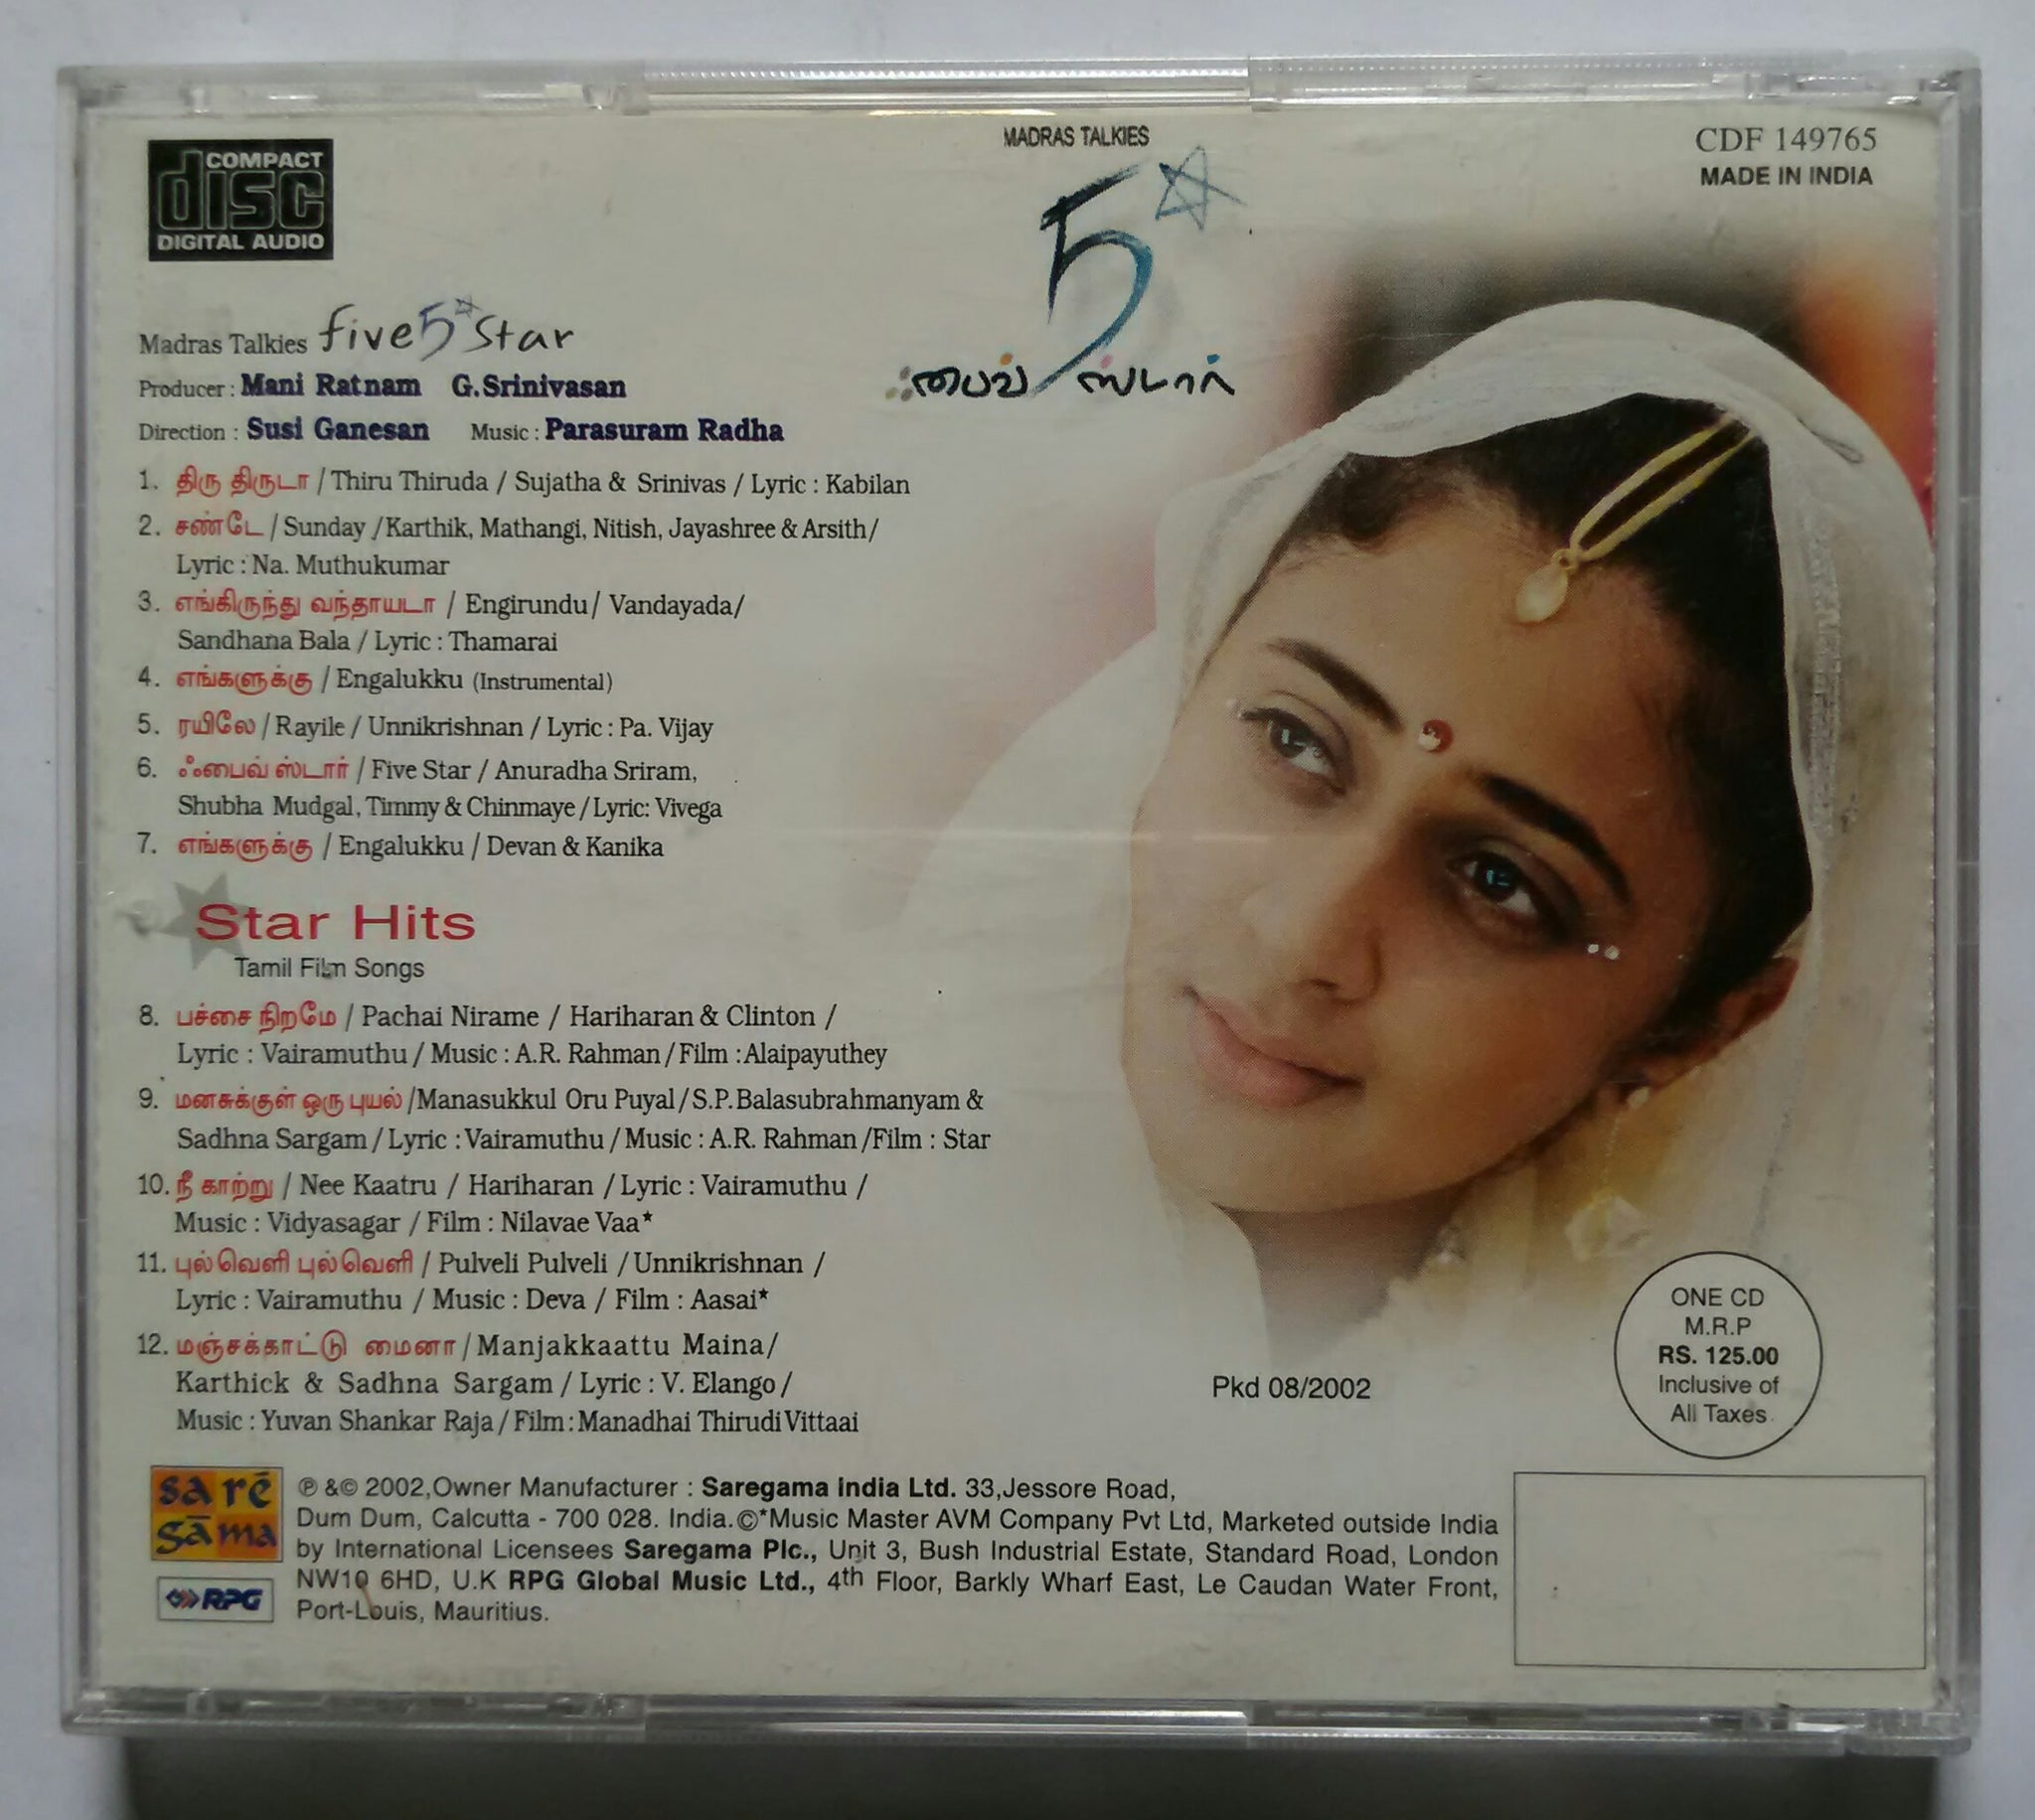 COMPACT
disc
DIGITAL AUDIO
MADRAS TALKIES
5
ஃபைவ் ஸ்டார்
CDF 149765
MADE IN INDIA
Madras Talkies five 5 star
Producer : Mani Ratnam G.Srinivasan
Direction : Susi Ganesan Music : Parasuram Radha
1. திரு திருடா / Thiru Thiruda / Sujatha & Srinivas / Lyric : Kabilan
2. சண்டே / Sunday / Karthik, Mathangi, Nitish, Jayashree & Arsith/
Lyric : Na. Muthukumar
3. எங்கிருந்து வந்தாயடா / Engirundu/ Vandayada/
Sandhana Bala / Lyric : Thamarai
4. எங்களுக்கு / Engalukku (Instrumental)
5. ரயிலே / Rayile / Unnikrishnan / Lyric : Pa. Vijay
6. ஃபைவ் ஸ்டார் / Five Star / Anuradha Sriram,
Shubha Mudgal, Timmy & Chinmaye / Lyric: Vivega
7. எங்களுக்கு / Engalukku / Devan & Kanika
Star Hits
Tamil Film Songs
8. பச்சை நிறமே / Pachai Nirame / Hariharan & Clinton /
Lyric : Vairamuthu / Music : A.R. Rahman / Film : Alaipayuthey
9. மனசுக்குள் ஒரு புயல் /Manasukkul Oru Puyal / S.P.Balasubrahmanyam &
Sadhna Sargam / Lyric : Vairamuthu / Music : A.R. Rahman /Film : Star
10. நீ காற்று / Nee Kaatru / Hariharan / Lyric : Vairamuthu /
Music : Vidyasagar / Film : Nilavae Vaa*
11. புல்வெளி புல்வெளி / Pulveli Pulveli / Unnikrishnan /
Lyric : Vairamuthu / Music : Deva / Film : Aasai*
12. மஞ்சக்காட்டு மைனா / Manjakkaattu Maina/
Karthick & Sadhna Sargam / Lyric : V. Elango /
Music : Yuvan Shankar Raja / Film : Manadhai Thirudi Vittaai
Pkd 08/2002
ONE CD
M.R.P
RS. 125.00
Inclusive of
All Taxes
sa rē
gā ma
RPG
℗ &© 2002,Owner Manufacturer : Saregama India Ltd. 33,Jessore Road,
Dum Dum, Calcutta - 700 028. India.©*Music Master AVM Company Pvt Ltd, Marketed outside India
by International Licensees Saregama Plc., Unit 3, Bush Industrial Estate, Standard Road, London
NW10 6HD, U.K RPG Global Music Ltd., 4th Floor, Barkly Wharf East, Le Caudan Water Front,
Port-Louis, Mauritius.